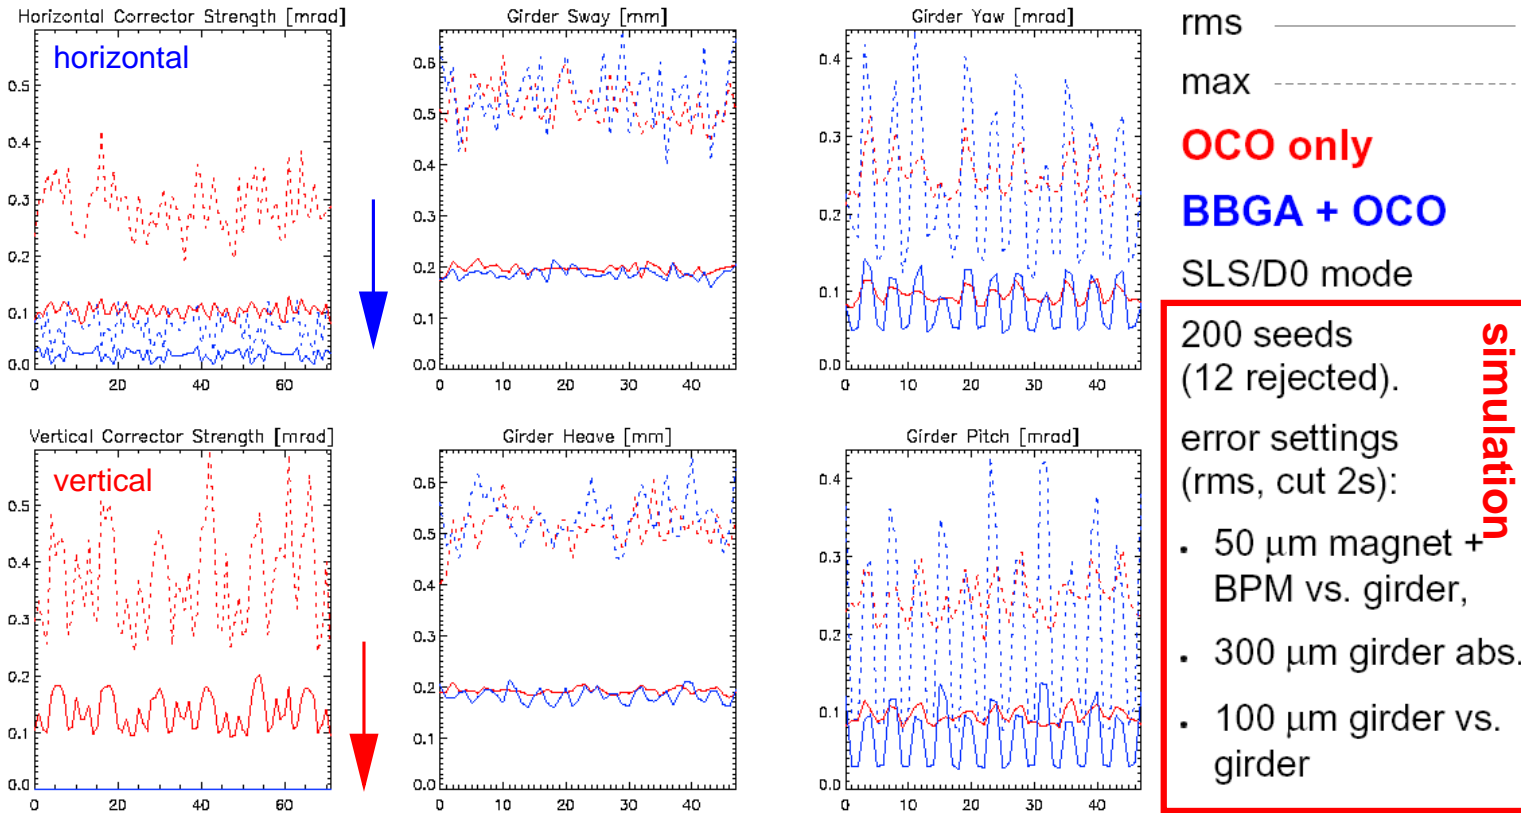 Horizontal Corrector Strength [mrad]
horizontal
0.5
0.4
0.3
0.2
0.1
0.0
0 20 40 60
Girder Sway [mm]
0.6
0.5
0.4
0.3
0.2
0.1
0.0
0 10 20 30 40
Girder Yaw [mrad]
0.4
0.3
0.2
0.1
0.0
0 10 20 30 40
Vertical Corrector Strength [mrad]
vertical
0.5
0.4
0.3
0.2
0.1
0.0
0 20 40 60
Girder Heave [mm]
0.6
0.5
0.4
0.3
0.2
0.1
0.0
0 10 20 30 40
Girder Pitch [mrad]
0.4
0.3
0.2
0.1
0.0
0 10 20 30 40
rms
max
OCO only
BBGA + OCO
SLS/D0 mode
200 seeds
(12 rejected).
error settings
(rms, cut 2s):
• 50 μm magnet +
BPM vs. girder,
• 300 μm girder abs.
• 100 μm girder vs.
girder
simulation